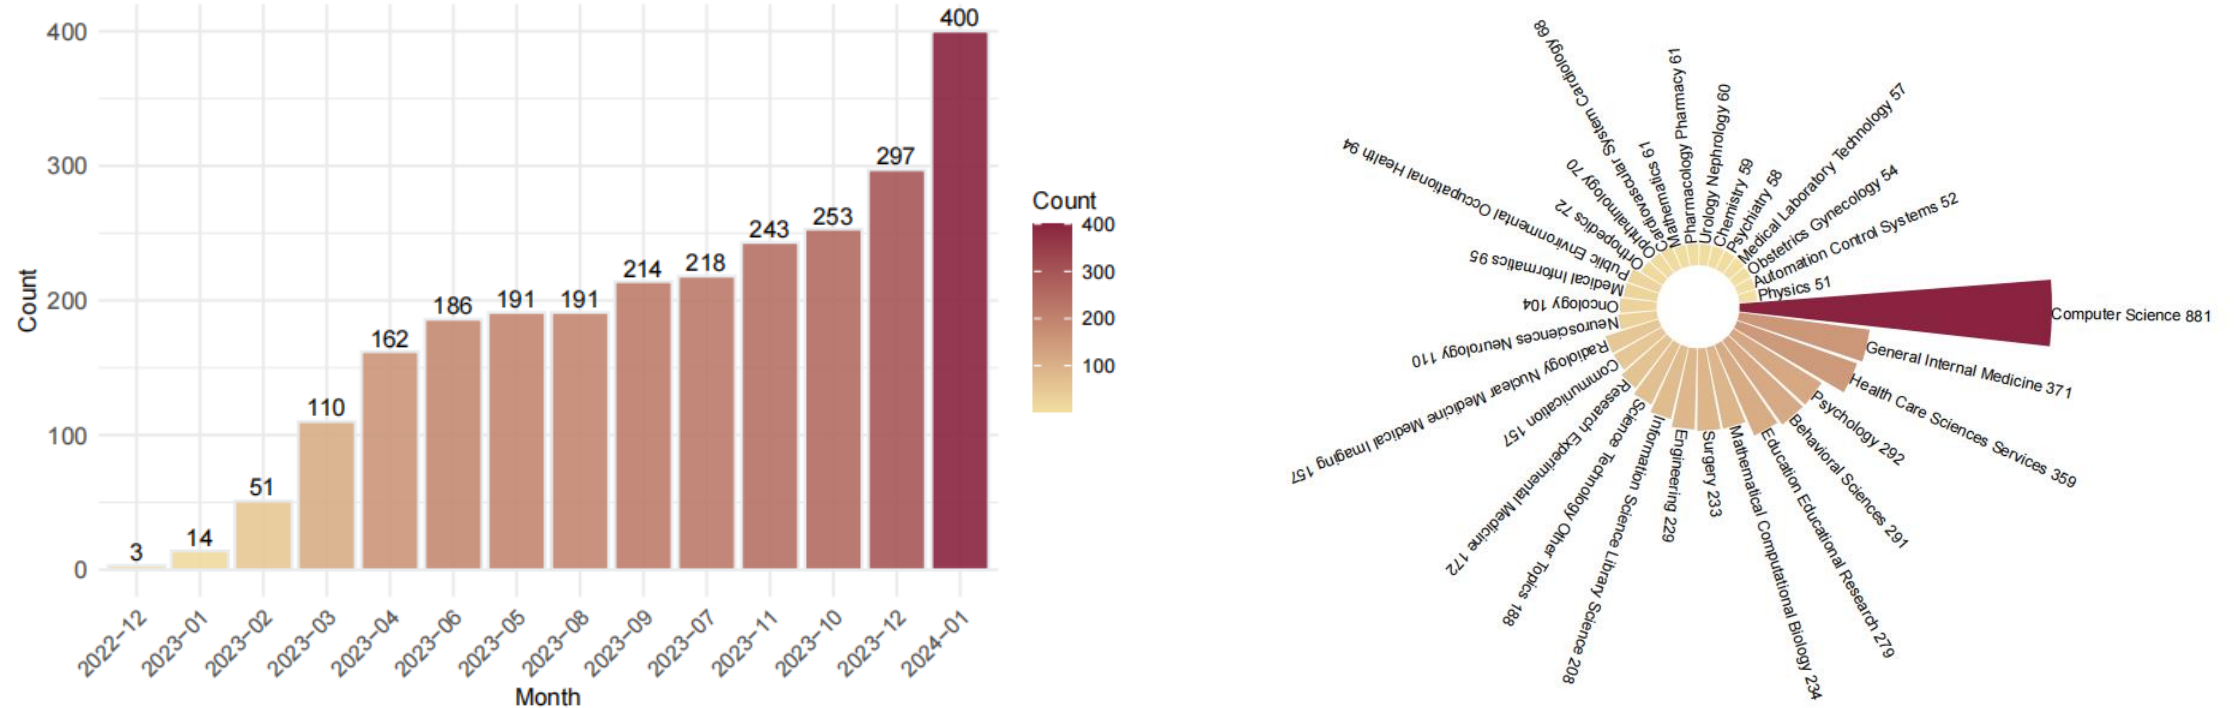 400
300
200
100
0
Count
3
14
51
110
162
186
191
191
214
218
243
253
297
400
2022−12
2023−01
2023−02
2023−03
2023−04
2023−06
2023−05
2023−08
2023−09
2023−07
2023−11
2023−10
2023−12
2024−01
Month
Count
400
300
200
100
Computer Science 881
General Internal Medicine 371
Health Care Sciences Services 359
Psychology 292
Behavioral Sciences 291
Education Educational Research 279
Mathematical Computational Biology 234
Surgery 233
Engineering 229
Information Science Library Science 208
Science Technology Other Topics 188
Research Experimental Medicine 172
Communication 157
Radiology Nuclear Medicine Medical Imaging 157
Neurosciences Neurology 110
Oncology 104
Medical Informatics 95
Public Environmental Occupational Health 94
Orthopedics 72
Ophthalmology 70
Cardiovascular System Cardiology 68
Mathematics 61
Pharmacology Pharmacy 61
Urology Nephrology 60
Chemistry 59
Psychiatry 58
Medical Laboratory Technology 57
Obstetrics Gynecology 54
Automation Control Systems 52
Physics 51